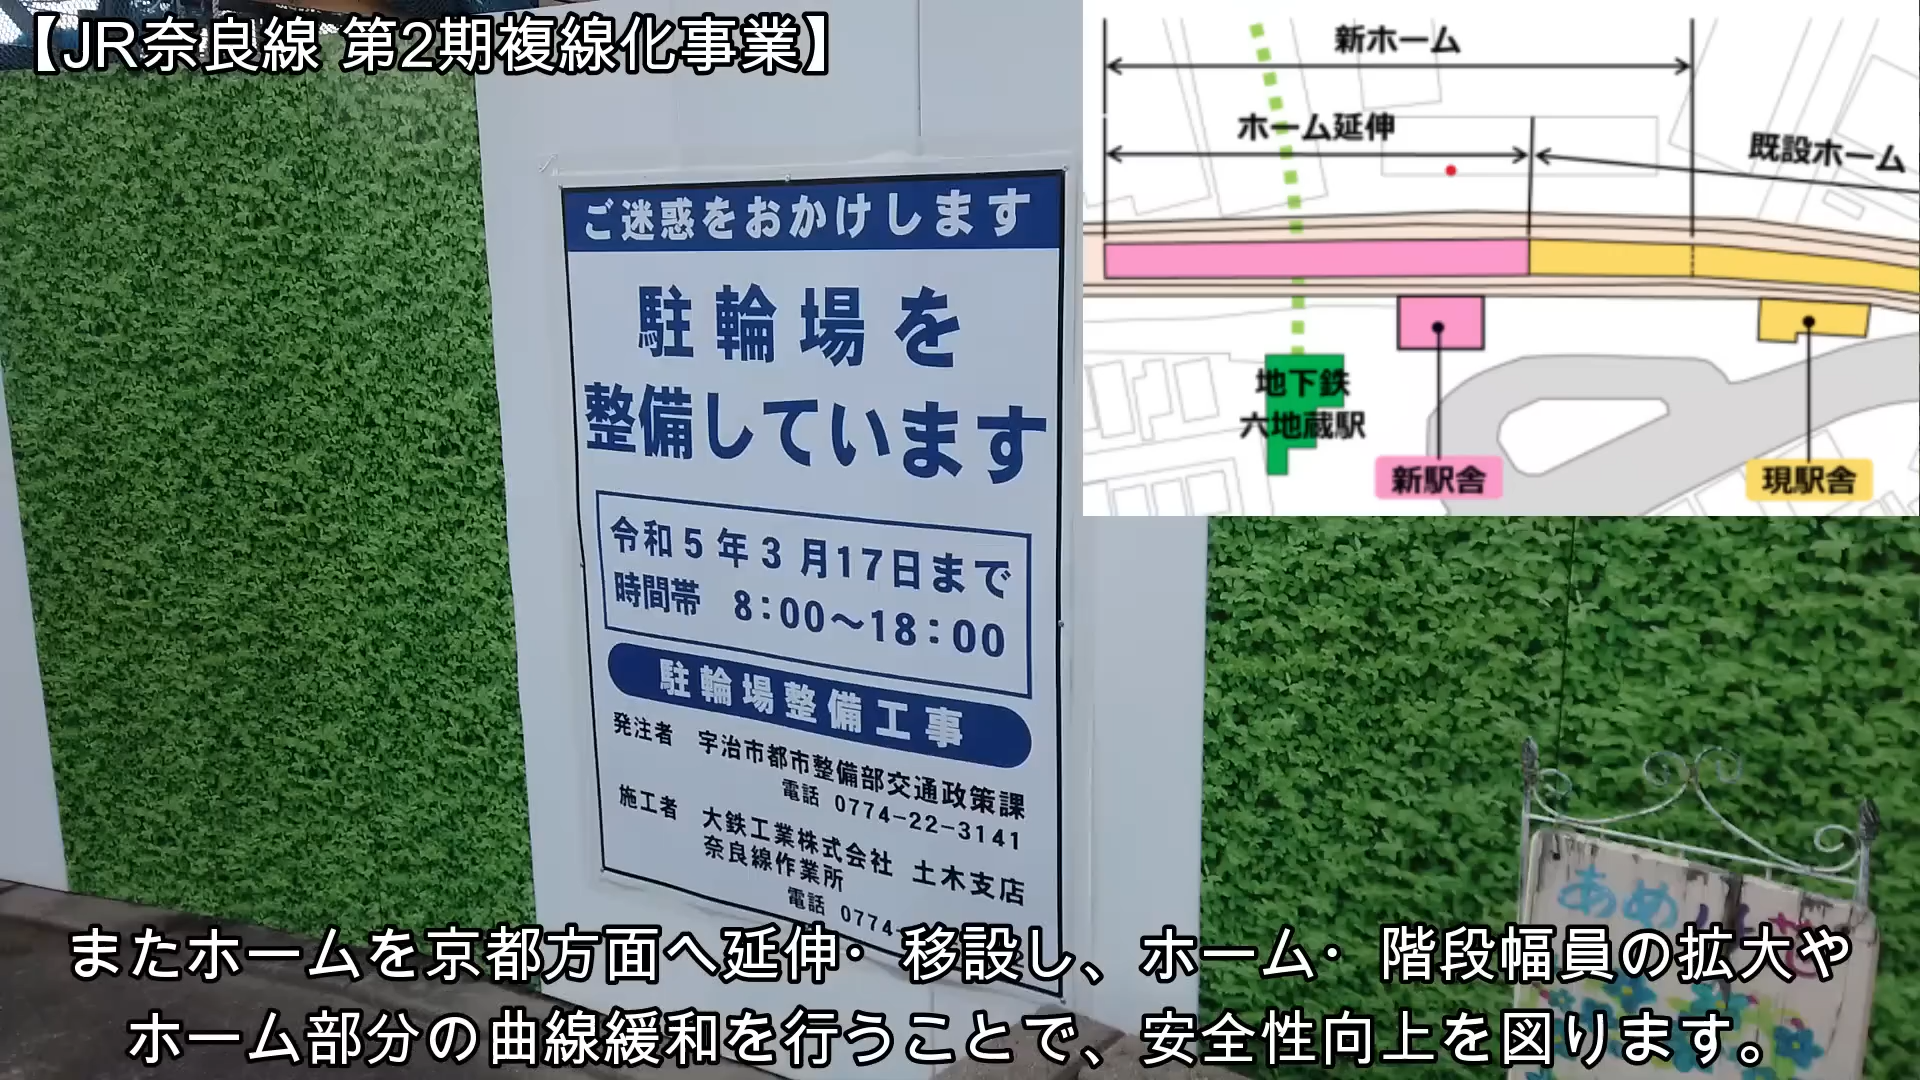 【JR奈良線 第2期複線化事業】
新ホーム
ホーム延伸
既設ホーム
地下鉄
六地蔵駅
新駅舎
現駅舎
ご迷惑をおかけします
駐輪場を
整備しています
令和5年3月17日まで
時間帯 8:00〜18:00
駐輪場整備工事
発注者 宇治市都市整備部交通政策課
電話 0774-22-3141
施工者 大鉄工業株式会社 土木支店
奈良線作業所
電話 0774-
あめ
またホームを京都方面へ延伸・移設し、ホーム・階段幅員の拡大や
ホーム部分の曲線緩和を行うことで、安全性向上を図ります。